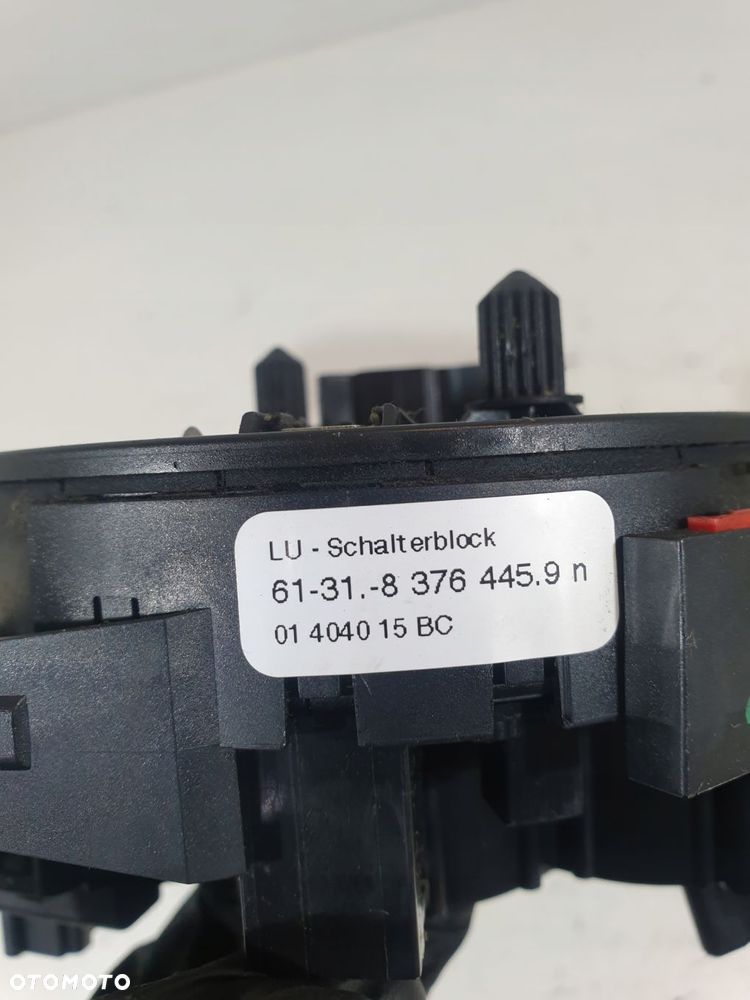 LU - Schalterblock
61-31.-8 376 445.9 n
01 4040 15 BC
OTOMOTO